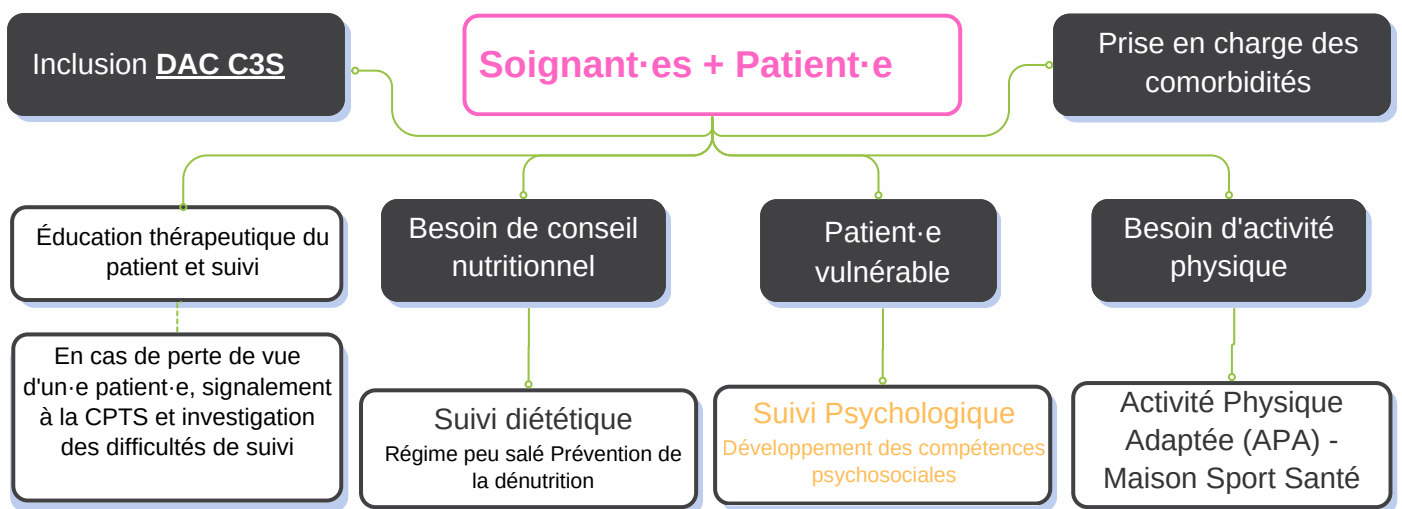 Inclusion DAC C3S
Soignant·es + Patient·e
Prise en charge des
comorbidités
Éducation thérapeutique du
patient et suivi
Besoin de conseil
nutritionnel
Patient·e
vulnérable
Besoin d'activité
physique
En cas de perte de vue
d'un·e patient·e, signalement
à la CPTS et investigation
des difficultés de suivi
Suivi diététique
Régime peu salé Prévention de
la dénutrition
Suivi Psychologique
Développement des compétences
psychosociales
Activité Physique
Adaptée (APA) -
Maison Sport Santé